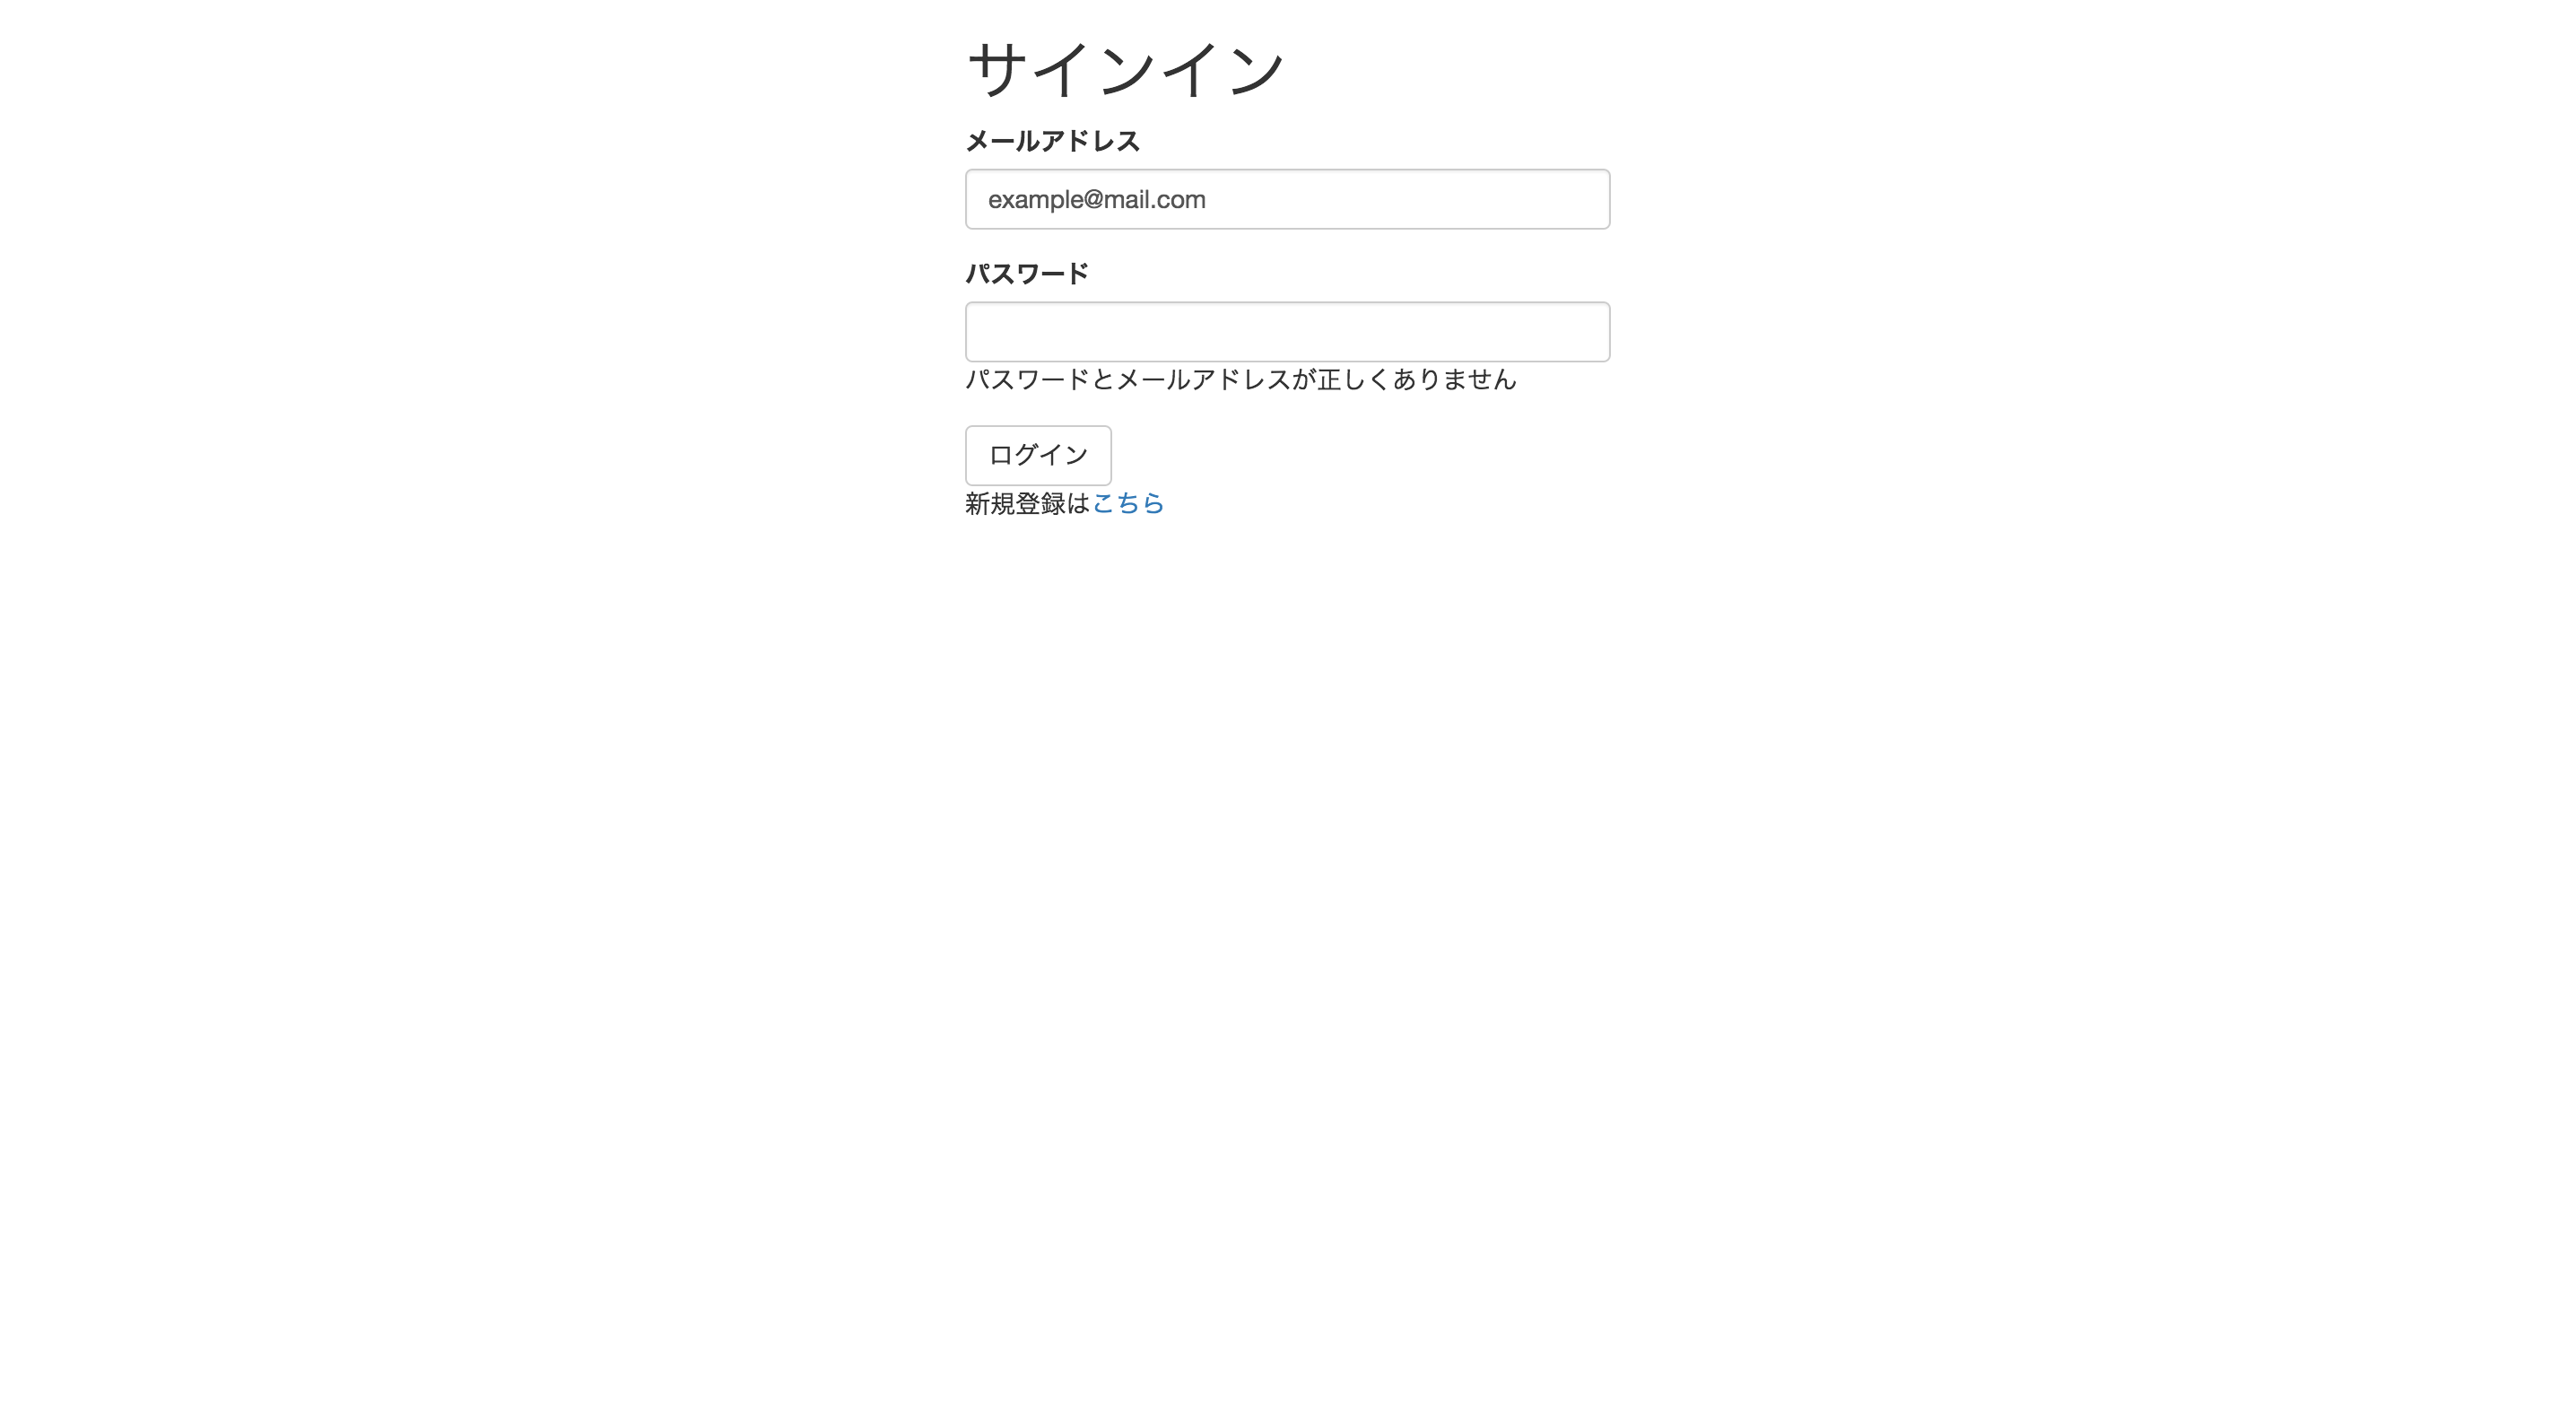 サインイン
メールアドレス
example@mail.com
パスワード
パスワードとメールアドレスが正しくありません
ログイン
新規登録はこちら